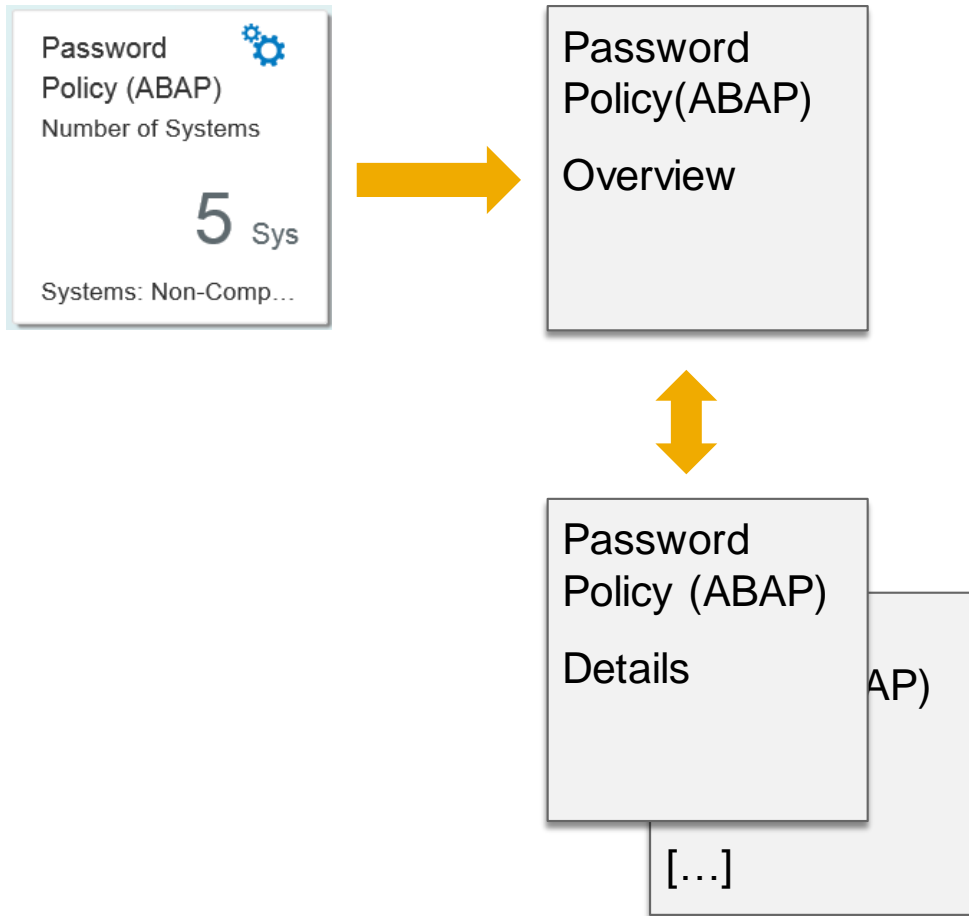 Password
Policy (ABAP)
Number of Systems
5 Sys
Systems: Non-Comp...
Password
Policy(ABAP)
Overview
Password
Policy (ABAP)
Details
AP)
[...]